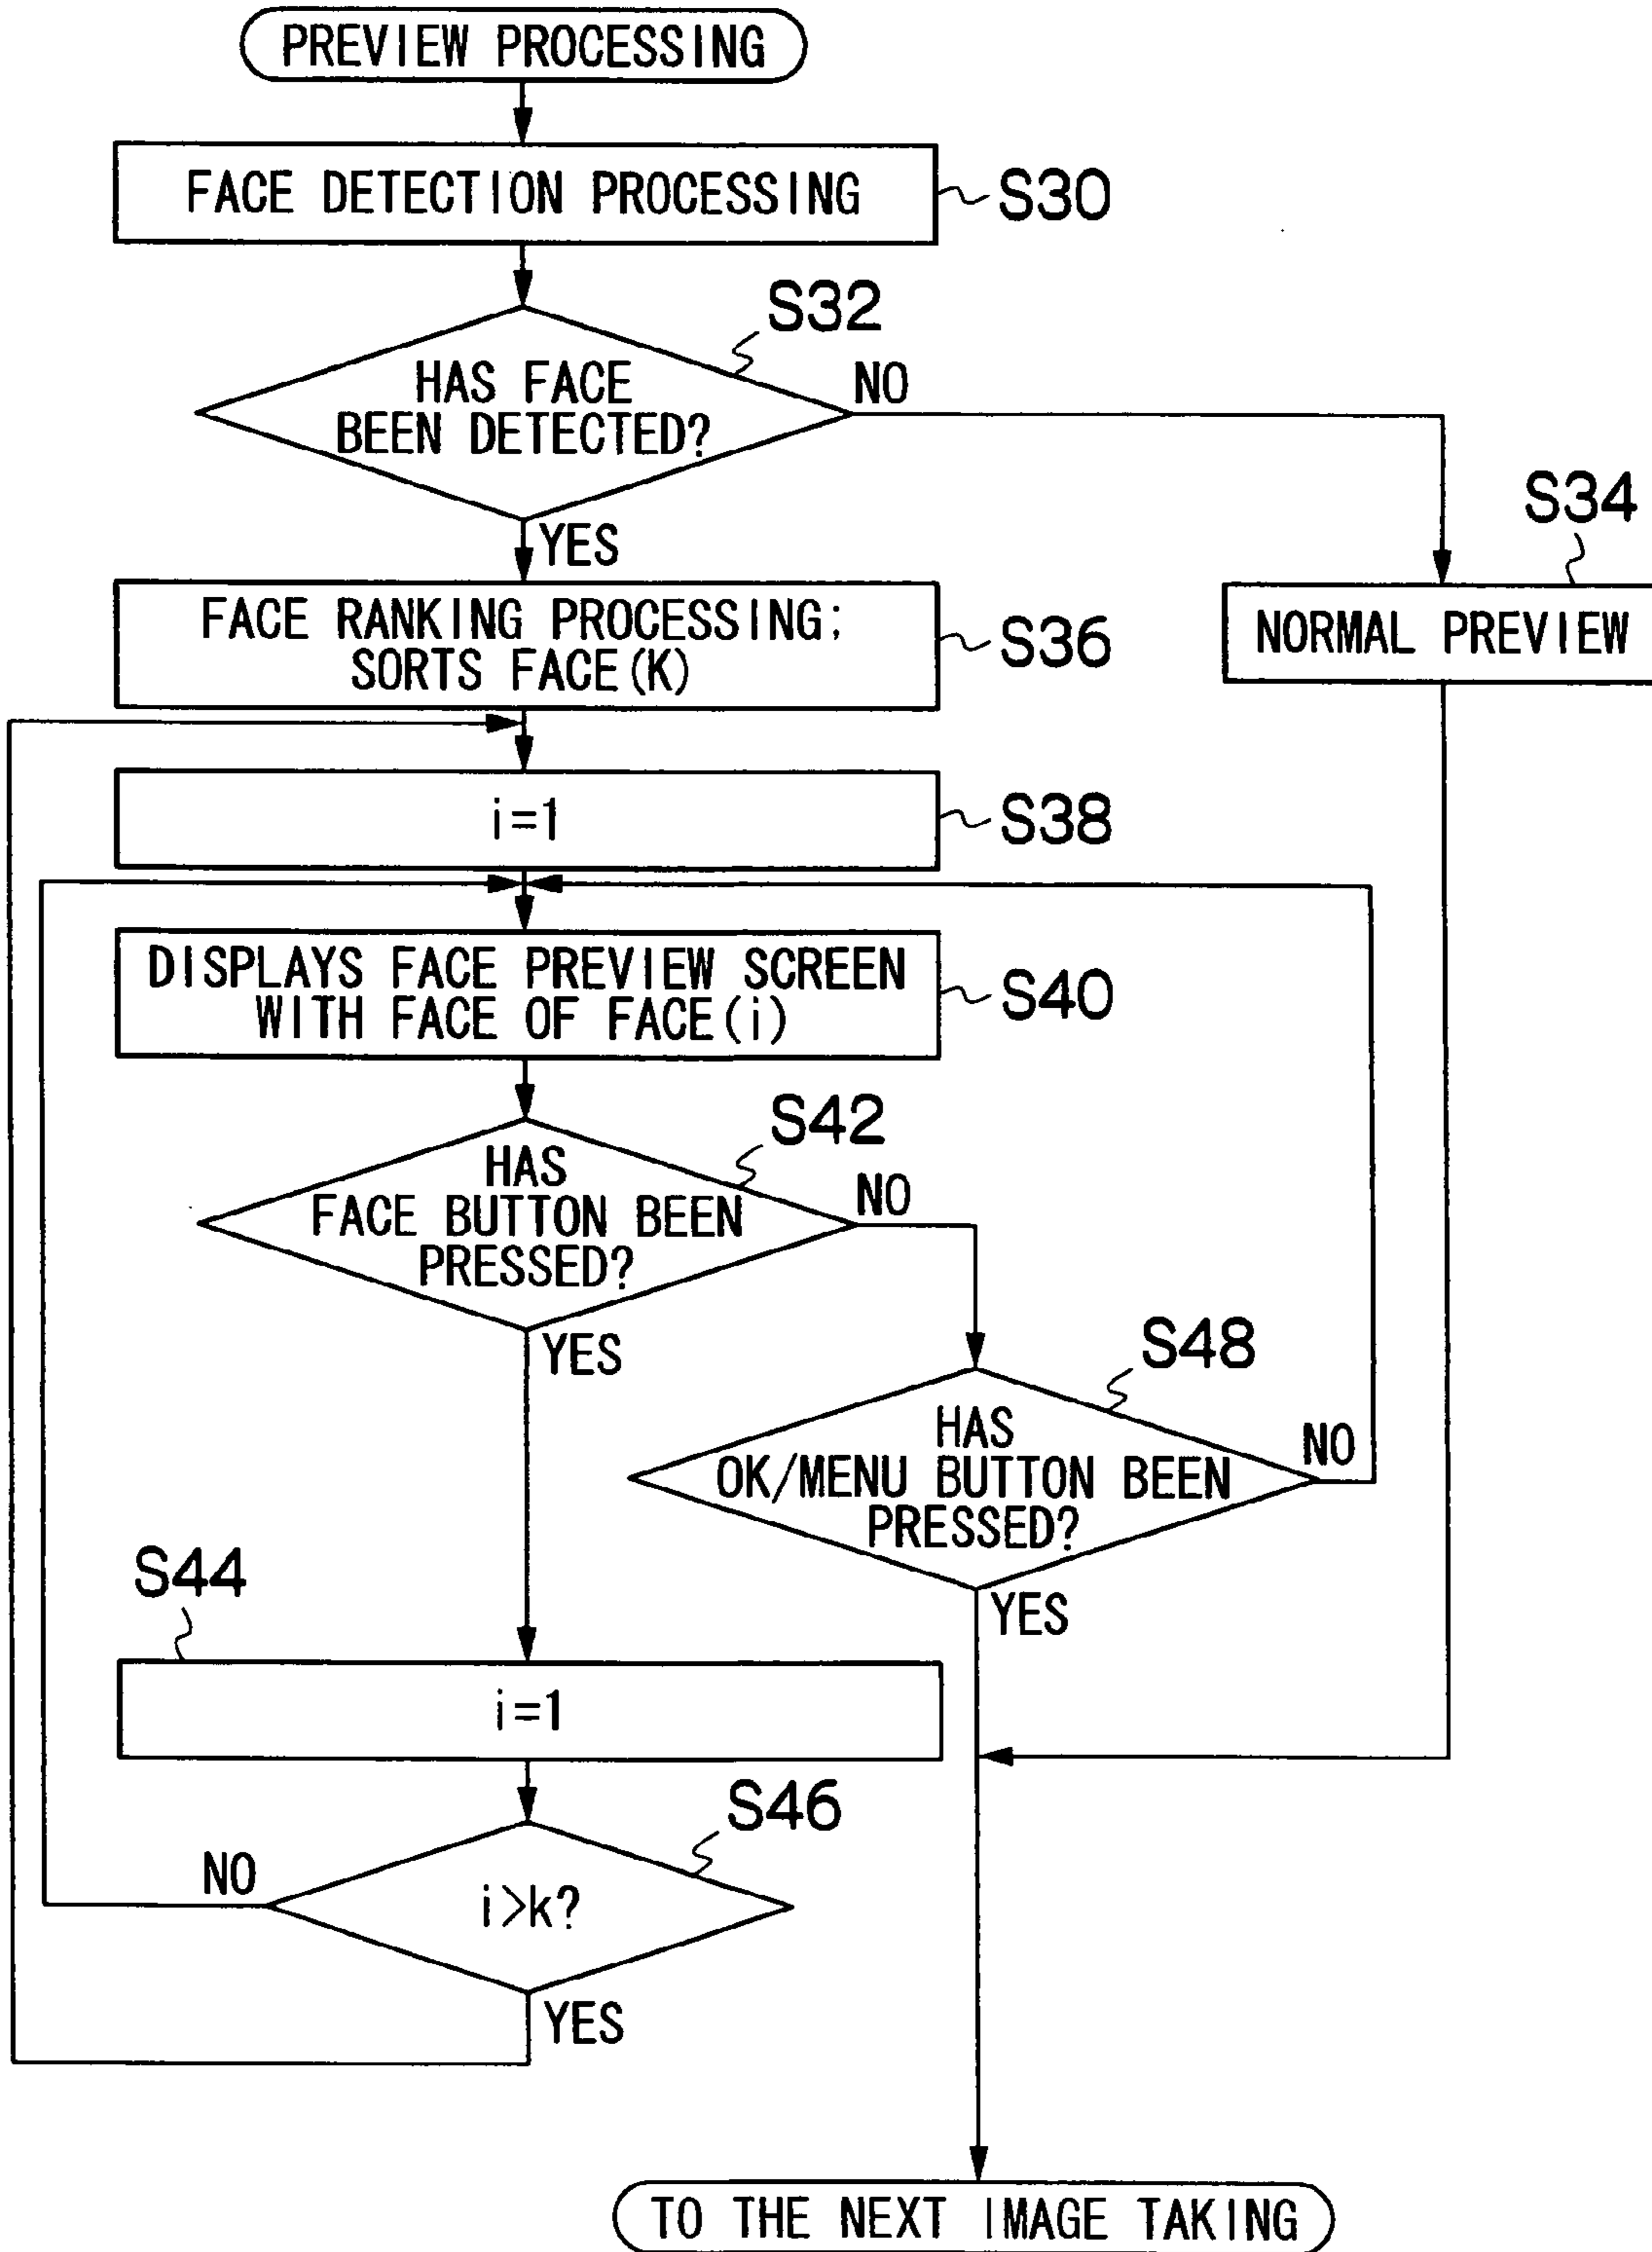 PREVIEW PROCESSING
FACE DETECTION PROCESSING
S30
S32
HAS FACE
BEEN DETECTED?
NO
YES
S34
NORMAL PREVIEW
FACE RANKING PROCESSING;
SORTS FACE(K)
S36
i=1
S38
DISPLAYS FACE PREVIEW SCREEN
WITH FACE OF FACE(i)
S40
S42
HAS
FACE BUTTON BEEN
PRESSED?
NO
YES
S48
HAS
OK/MENU BUTTON BEEN
PRESSED?
NO
YES
S44
i=1
S46
i>k?
NO
YES
TO THE NEXT IMAGE TAKING